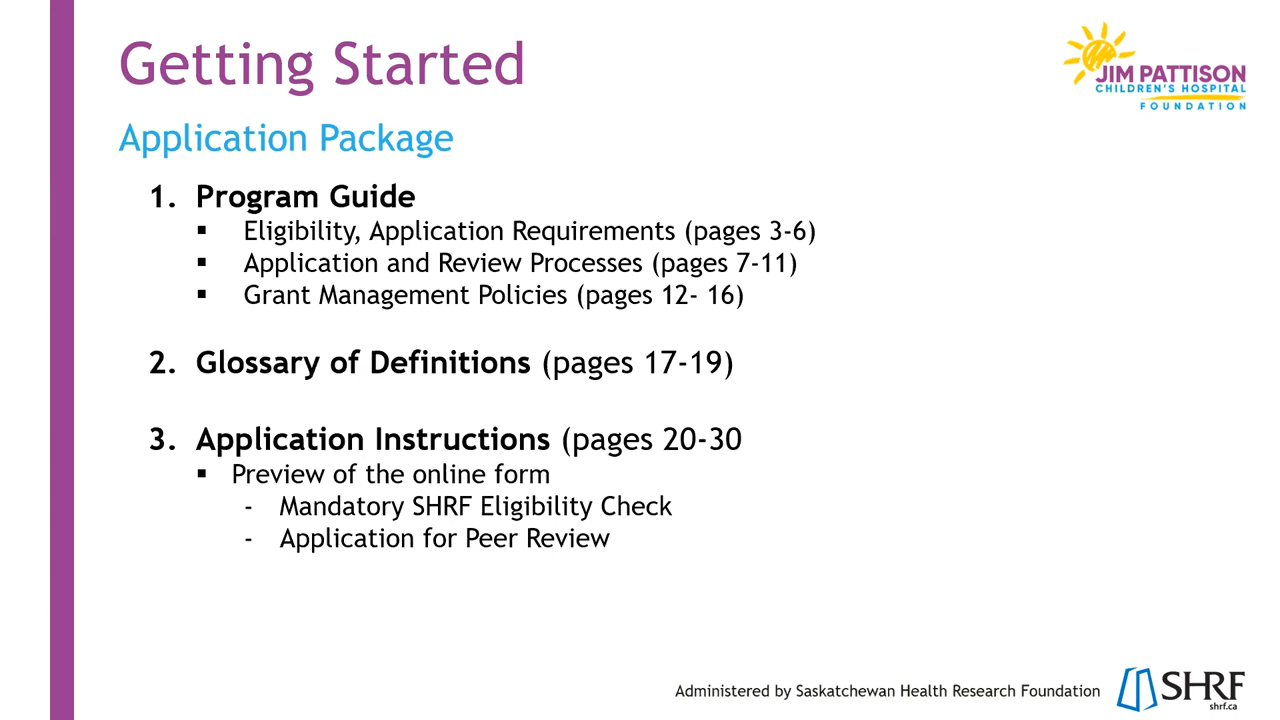 Getting Started
JIM PATTISON
CHILDREN'S HOSPITAL
FOUNDATION
Application Package
1. Program Guide
▪ Eligibility, Application Requirements (pages 3-6)
▪ Application and Review Processes (pages 7-11)
▪ Grant Management Policies (pages 12- 16)
2. Glossary of Definitions (pages 17-19)
3. Application Instructions (pages 20-30
▪ Preview of the online form
- Mandatory SHRF Eligibility Check
- Application for Peer Review
Administered by Saskatchewan Health Research Foundation
SHRF
shrf.ca